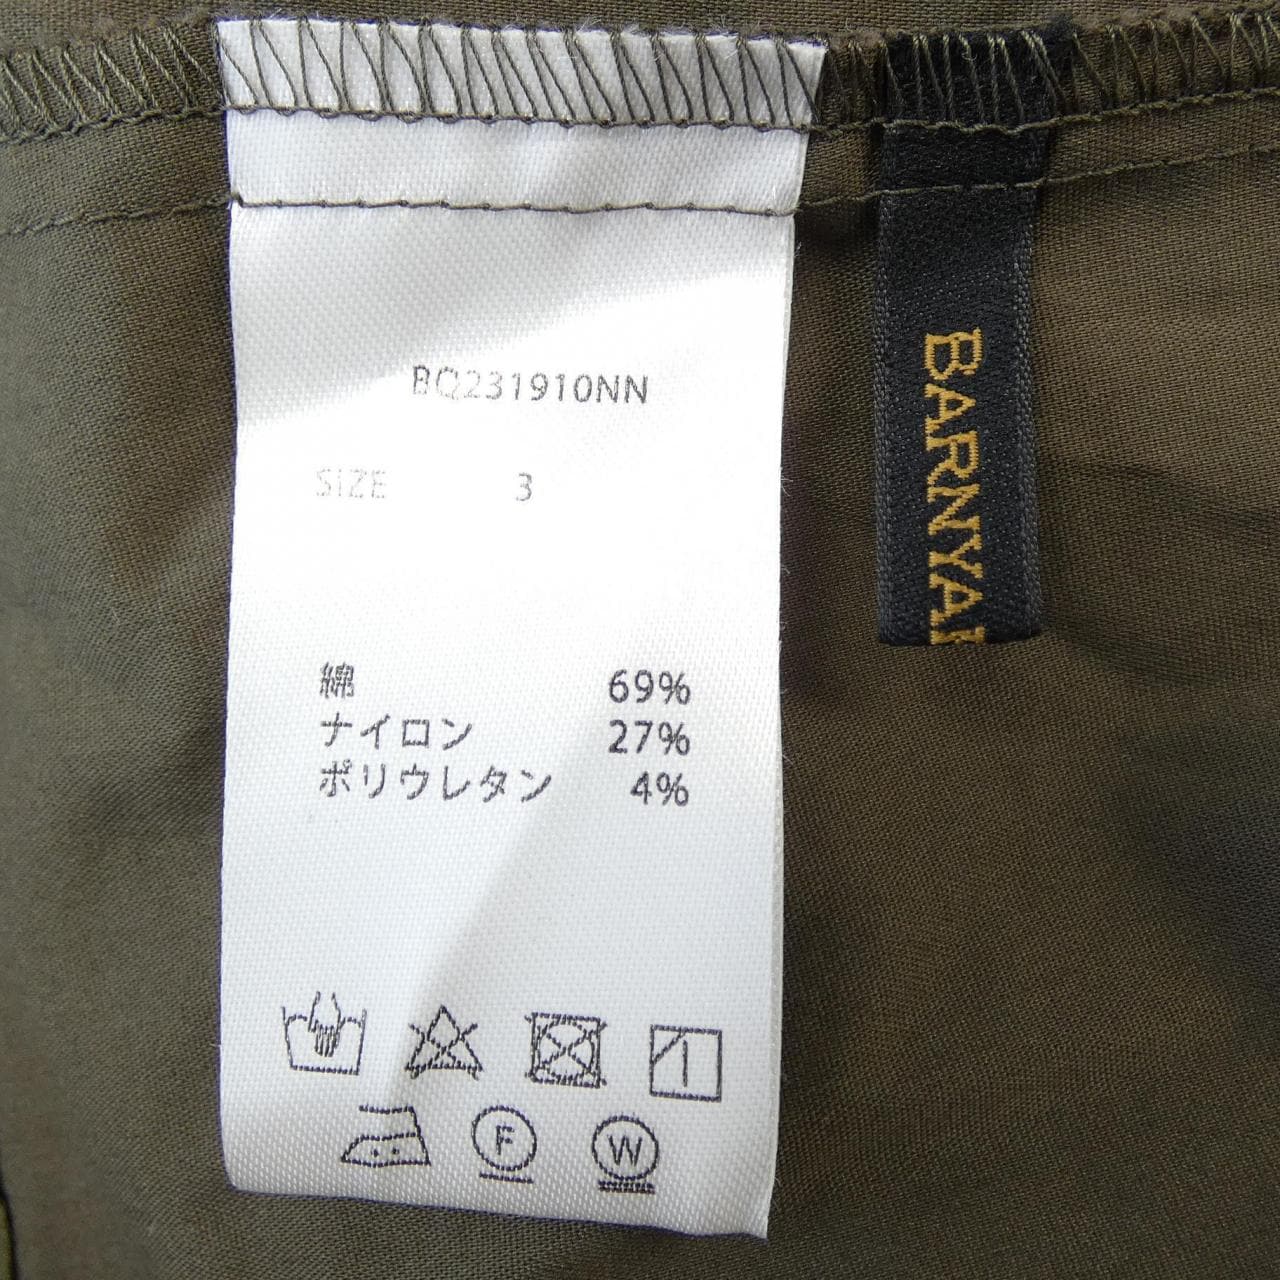 BQ231910NN
SIZE 3
綿 69%
ナイロン 27%
ポリウレタン 4%
F W
BARNYAR